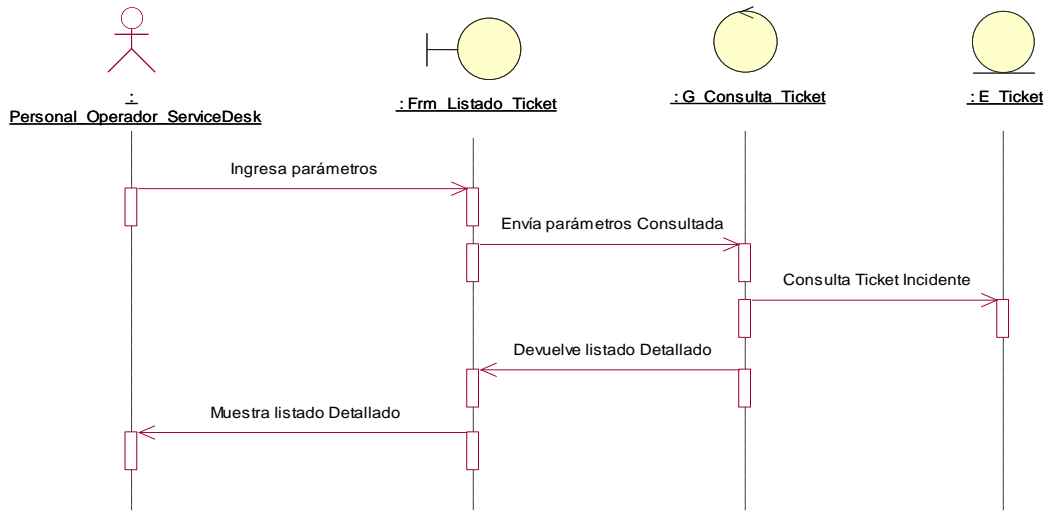 :
Personal_Operador_ServiceDesk
: Frm_Listado_Ticket
: G_Consulta_Ticket
: E_Ticket
Ingresa parámetros
Envía parámetros Consultada
Consulta Ticket Incidente
Devuelve listado Detallado
Muestra listado Detallado